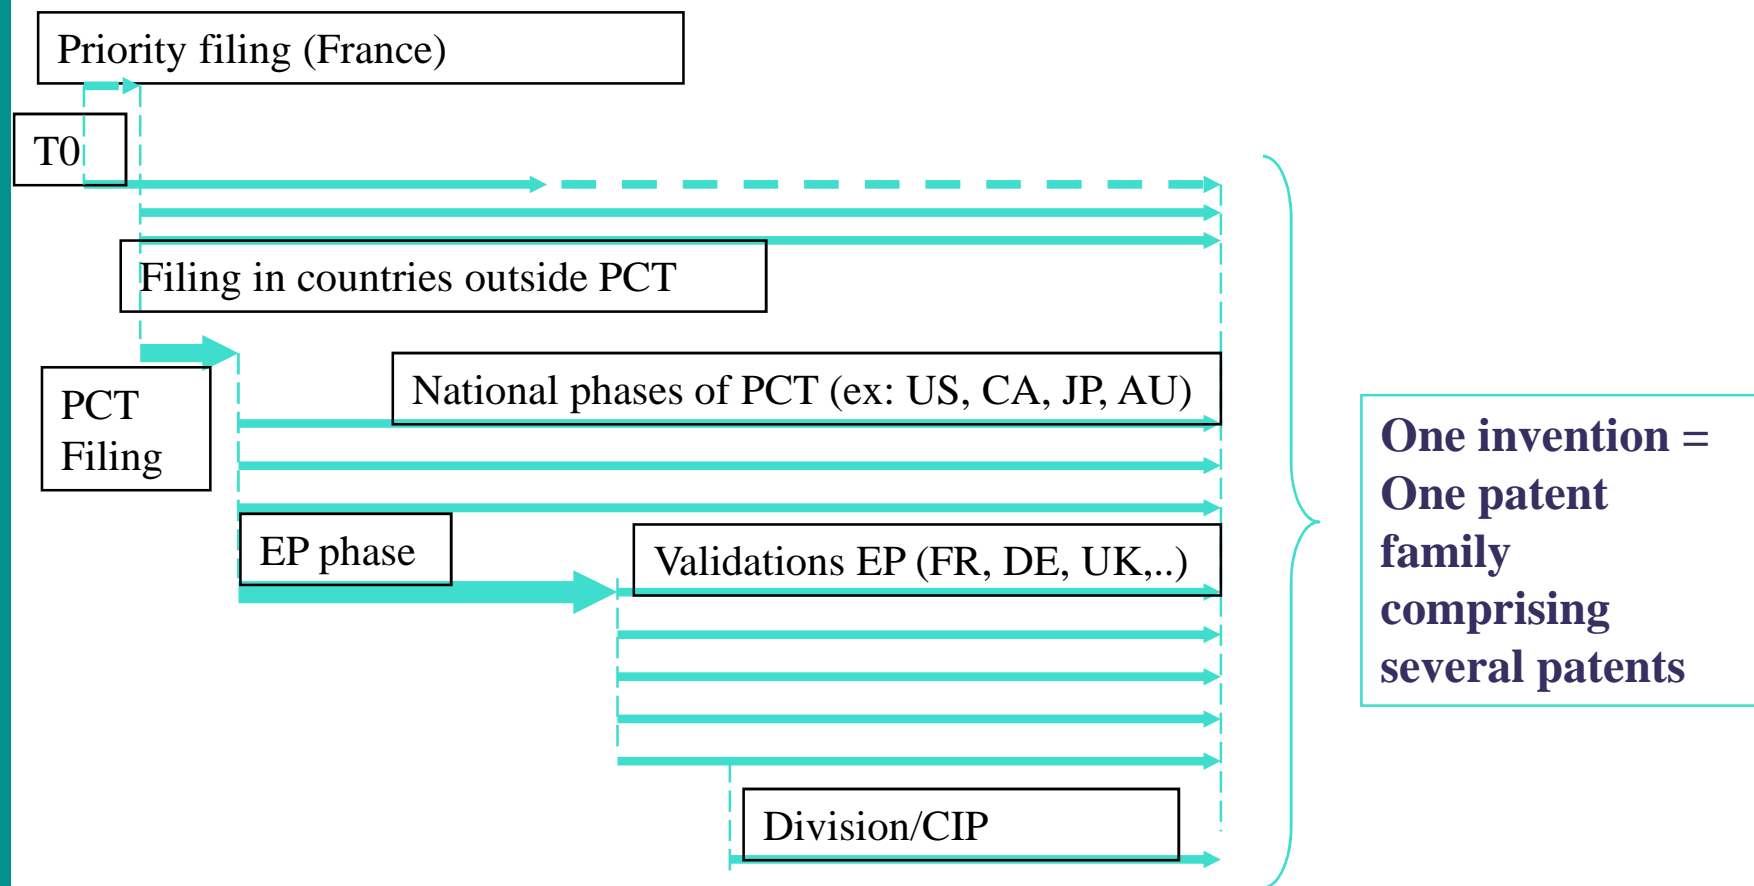 Priority filing (France)
T0
Filing in countries outside PCT
PCT
Filing
National phases of PCT (ex: US, CA, JP, AU)
EP phase
Validations EP (FR, DE, UK,..)
Division/CIP
One invention =
One patent
family
comprising
several patents